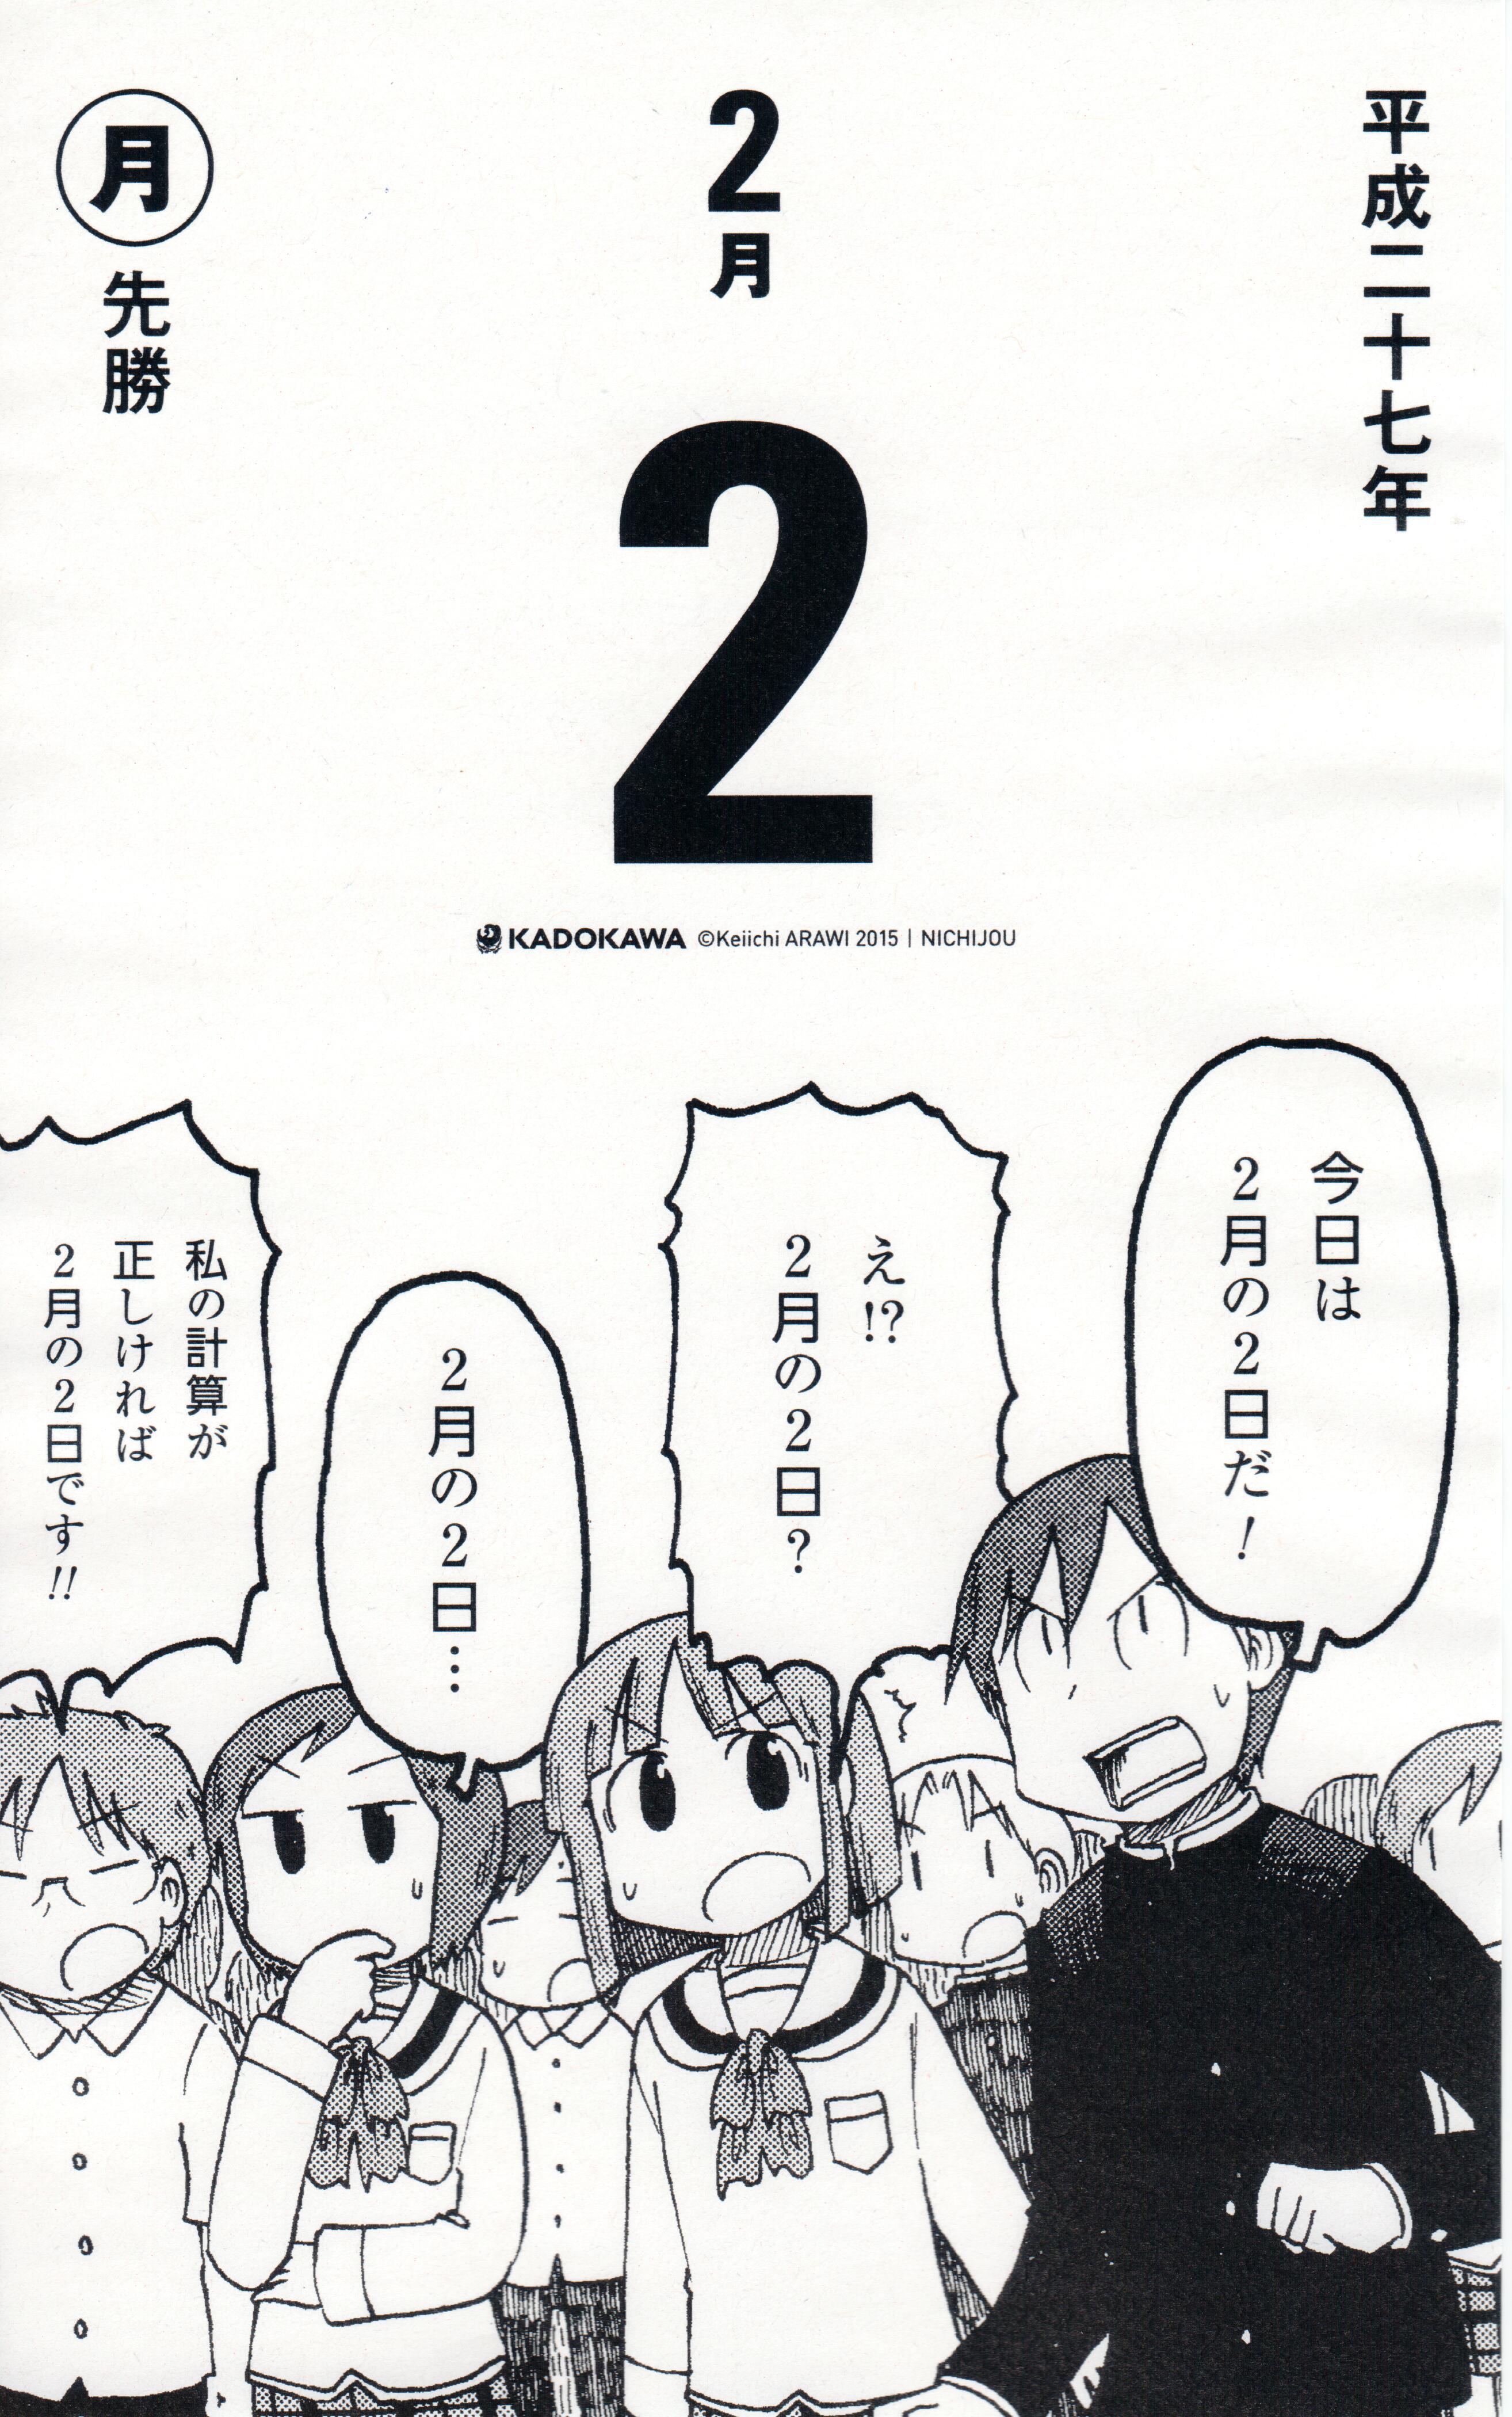 平成二十七年
2月
月
先勝
2
KADOKAWA ©Keiichi ARAWI 2015 | NICHIJOU
今日は
2月の2日だ!
え!?
2月の2日?
2月の2日…
私の計算が
正しければ
2月の2日です!!